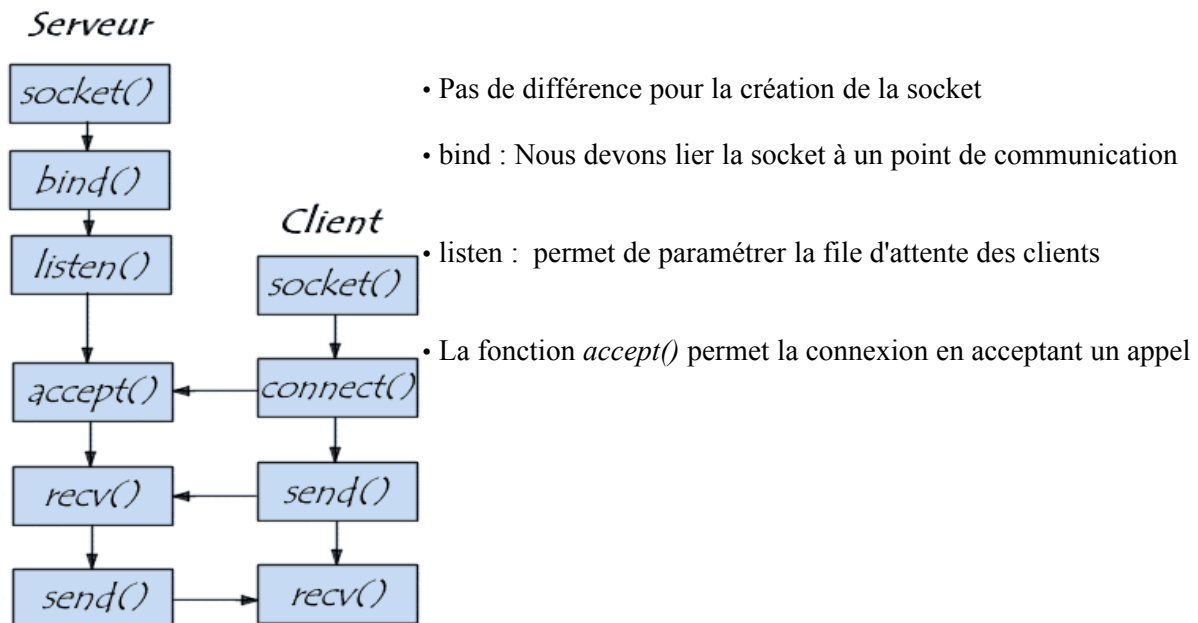 Serveur
socket()
bind()
listen()
accept()
recv()
send()
Client
socket()
connect()
send()
recv()
• Pas de différence pour la création de la socket
• bind : Nous devons lier la socket à un point de communication
• listen :  permet de paramétrer la file d'attente des clients
• La fonction accept() permet la connexion en acceptant un appel